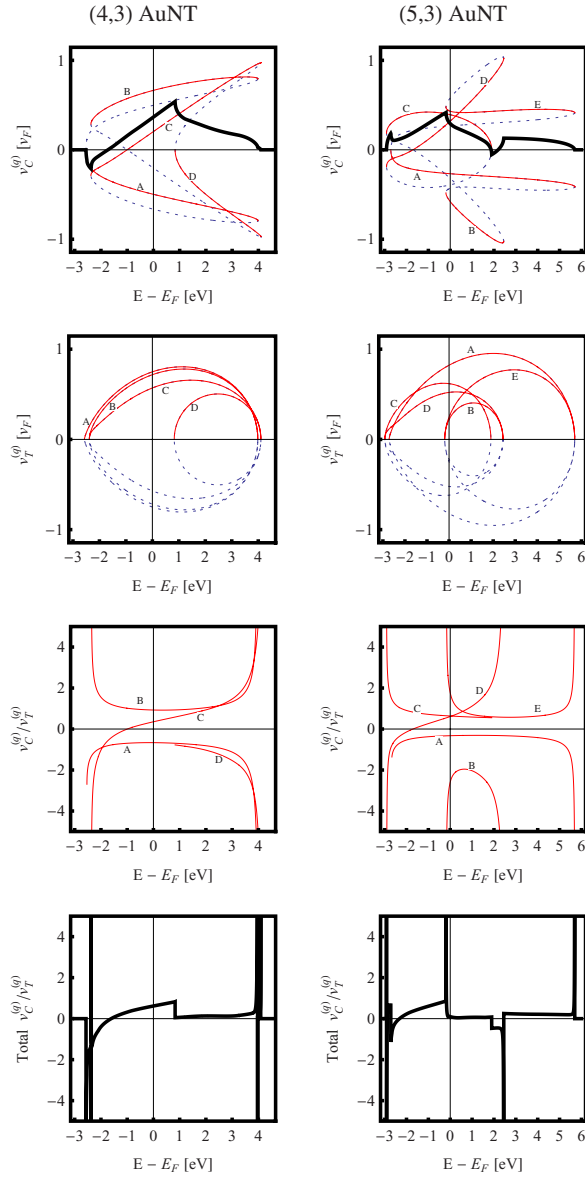 (4,3) AuNT
(5,3) AuNT
v_C^(q) [v_F]
1
0
−1
B
C
A
D
−3 −2 −1 0 1 2 3 4
E − E_F [eV]
v_C^(q) [v_F]
1
0
−1
D
C
E
A
B
−3 −2 −1 0 1 2 3 4 5 6
E − E_F [eV]
v_T^(q) [v_F]
1
0
−1
A
B
C
D
−3 −2 −1 0 1 2 3 4
E − E_F [eV]
v_T^(q) [v_F]
1
0
−1
A
C
E
D
B
−3 −2 −1 0 1 2 3 4 5 6
E − E_F [eV]
v_C^(q)/v_T^(q)
4
2
0
−2
−4
B
C
A
D
−3 −2 −1 0 1 2 3 4
E − E_F [eV]
v_C^(q)/v_T^(q)
4
2
0
−2
−4
D
C
E
A
B
−3 −2 −1 0 1 2 3 4 5 6
E − E_F [eV]
Total v_C^(q)/v_T^(q)
4
2
0
−2
−4
−3 −2 −1 0 1 2 3 4
E − E_F [eV]
Total v_C^(q)/v_T^(q)
4
2
0
−2
−4
−3 −2 −1 0 1 2 3 4 5 6
E − E_F [eV]